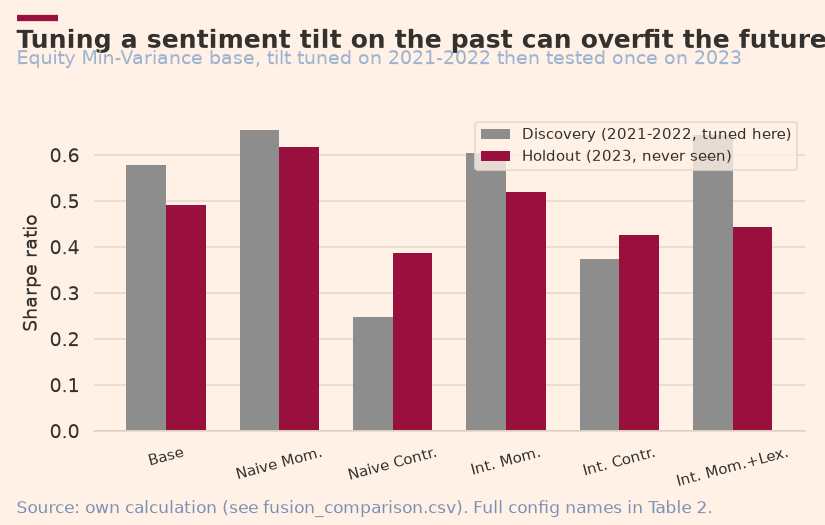 Tuning a sentiment tilt on the past can overfit the future
Equity Min-Variance base, tilt tuned on 2021-2022 then tested once on 2023
Discovery (2021-2022, tuned here)
Holdout (2023, never seen)
Sharpe ratio
0.6
0.5
0.4
0.3
0.2
0.1
0.0
Base
Naive Mom.
Naive Contr.
Int. Mom.
Int. Contr.
Int. Mom.+Lex.
Source: own calculation (see fusion_comparison.csv). Full config names in Table 2.